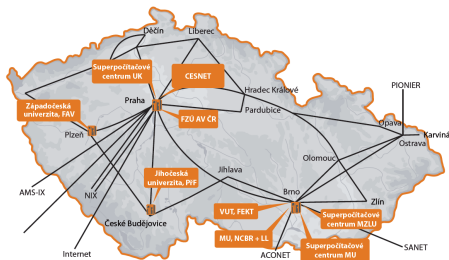 Děčín
Liberec
Superpočítačové
centrum UK
CESNET
Hradec Králové
PIONIER
Západočeská
univerzita, FAV
Praha
Pardubice
FZÚ AV ČR
Opava
Karviná
Plzeň
Ostrava
Olomouc
Jihočeská
univerzita, PřF
Jihlava
AMS-IX
NIX
Brno
Zlín
České Budějovice
VUT, FEKT
Superpočítačové
centrum MZLU
MU, NCBR + LL
Internet
ACONET
Superpočítačové
centrum MU
SANET